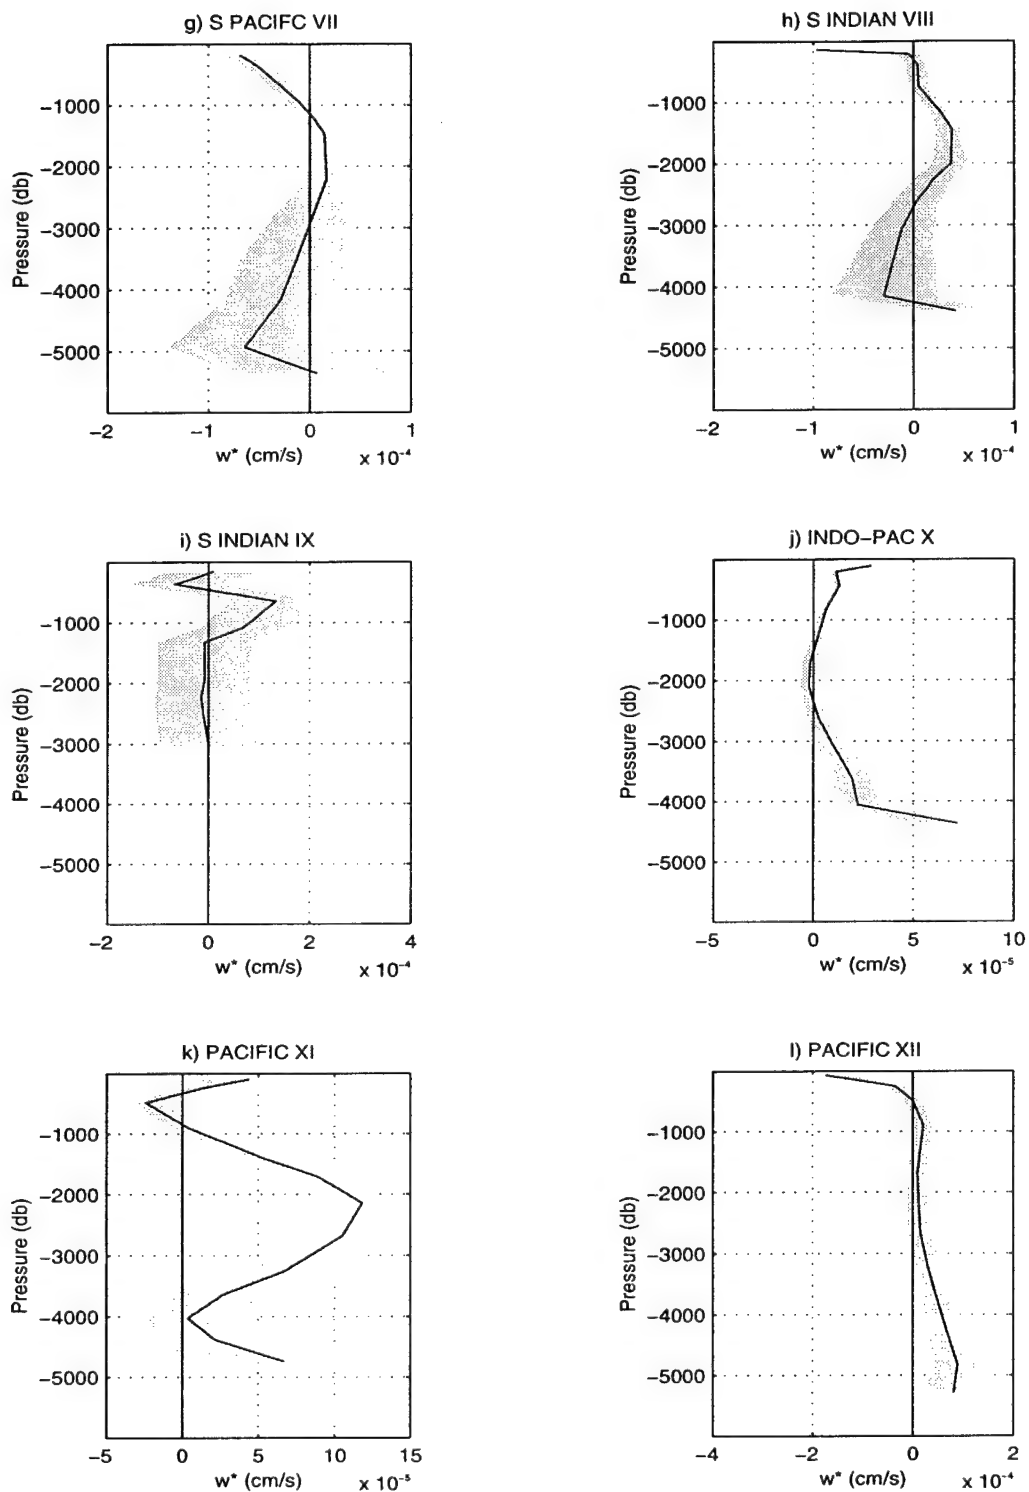 g) S PACIFC VII
−1000
−2000
−3000
−4000
−5000
Pressure (db)
−2 −1 0 1
w* (cm/s) x 10⁻⁴
h) S INDIAN VIII
−1000
−2000
−3000
−4000
−5000
Pressure (db)
−2 −1 0 1
w* (cm/s) x 10⁻⁴
i) S INDIAN IX
−1000
−2000
−3000
−4000
−5000
Pressure (db)
−2 0 2 4
w* (cm/s) x 10⁻⁴
j) INDO−PAC X
−1000
−2000
−3000
−4000
−5000
Pressure (db)
−5 0 5 10
w* (cm/s) x 10⁻⁵
k) PACIFIC XI
−1000
−2000
−3000
−4000
−5000
Pressure (db)
−5 0 5 10 15
w* (cm/s) x 10⁻⁵
l) PACIFIC XII
−1000
−2000
−3000
−4000
−5000
Pressure (db)
−4 −2 0 2
w* (cm/s) x 10⁻⁴